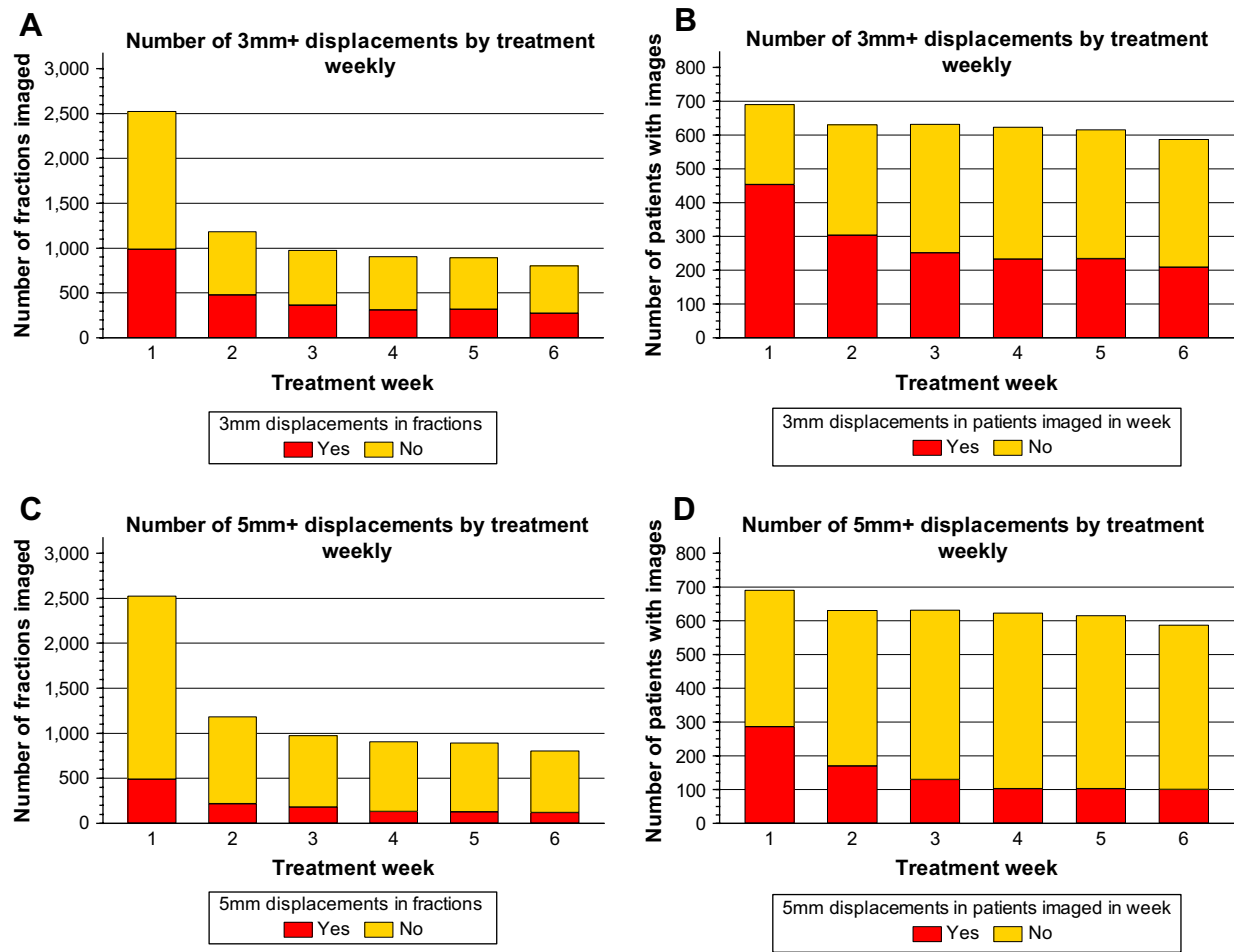 A
Number of 3mm+ displacements by treatment
weekly
Number of fractions imaged
3,000
2,500
2,000
1,500
1,000
500
0
1 2 3 4 5 6
Treatment week
3mm displacements in fractions
Yes No
B
Number of 3mm+ displacements by treatment
weekly
Number of patients with images
800
700
600
500
400
300
200
100
0
1 2 3 4 5 6
Treatment week
3mm displacements in patients imaged in week
Yes No
C
Number of 5mm+ displacements by treatment
weekly
Number of fractions imaged
3,000
2,500
2,000
1,500
1,000
500
0
1 2 3 4 5 6
Treatment week
5mm displacements in fractions
Yes No
D
Number of 5mm+ displacements by treatment
weekly
Number of patients with images
800
700
600
500
400
300
200
100
0
1 2 3 4 5 6
Treatment week
5mm displacements in patients imaged in week
Yes No